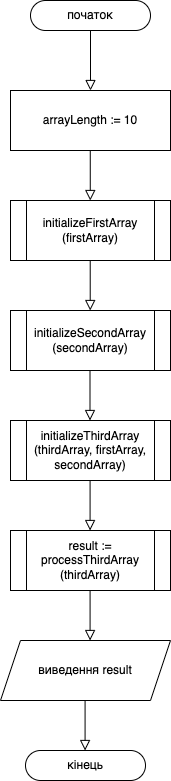 початок
arrayLength := 10
initializeFirstArray
(firstArray)
initializeSecondArray
(secondArray)
initializeThirdArray
(thirdArray, firstArray,
secondArray)
result :=
processThirdArray
(thirdArray)
виведення result
кінець